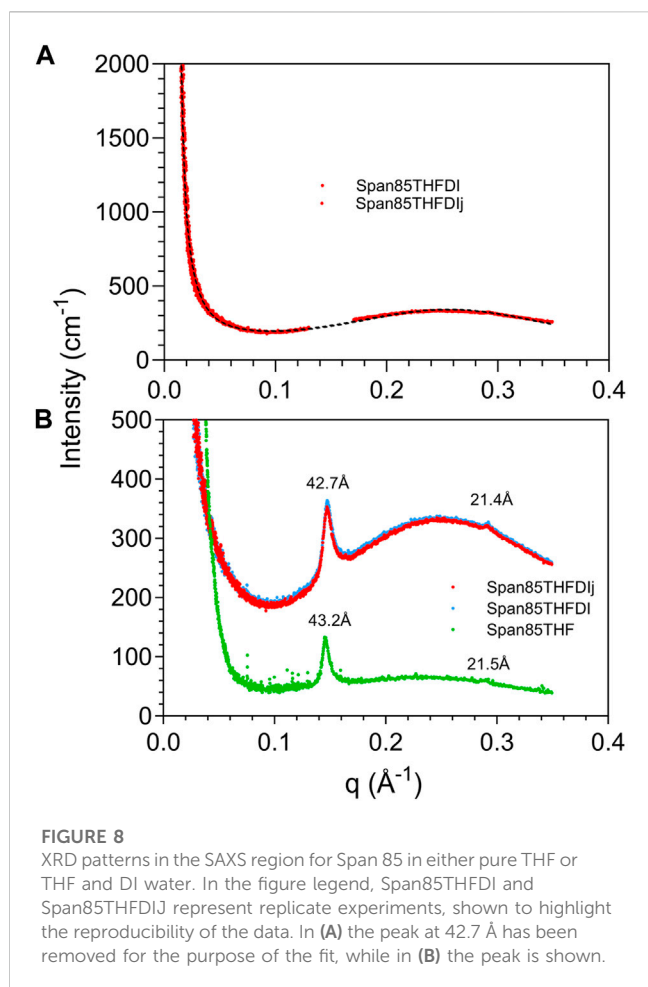 A
2000
1500
1000
500
0
Span85THFDI
Span85THFDIj
0.0 0.1 0.2 0.3 0.4
Intensity (cm-1)
B
500
400
300
200
100
0
42.7Å
21.4Å
Span85THFDIj
Span85THFDI
Span85THF
43.2Å
21.5Å
0.0 0.1 0.2 0.3 0.4
q (Å-1)
FIGURE 8
XRD patterns in the SAXS region for Span 85 in either pure THF or
THF and DI water. In the figure legend, Span85THFDI and
Span85THFDIJ represent replicate experiments, shown to highlight
the reproducibility of the data. In (A) the peak at 42.7 Å has been
removed for the purpose of the fit, while in (B) the peak is shown.